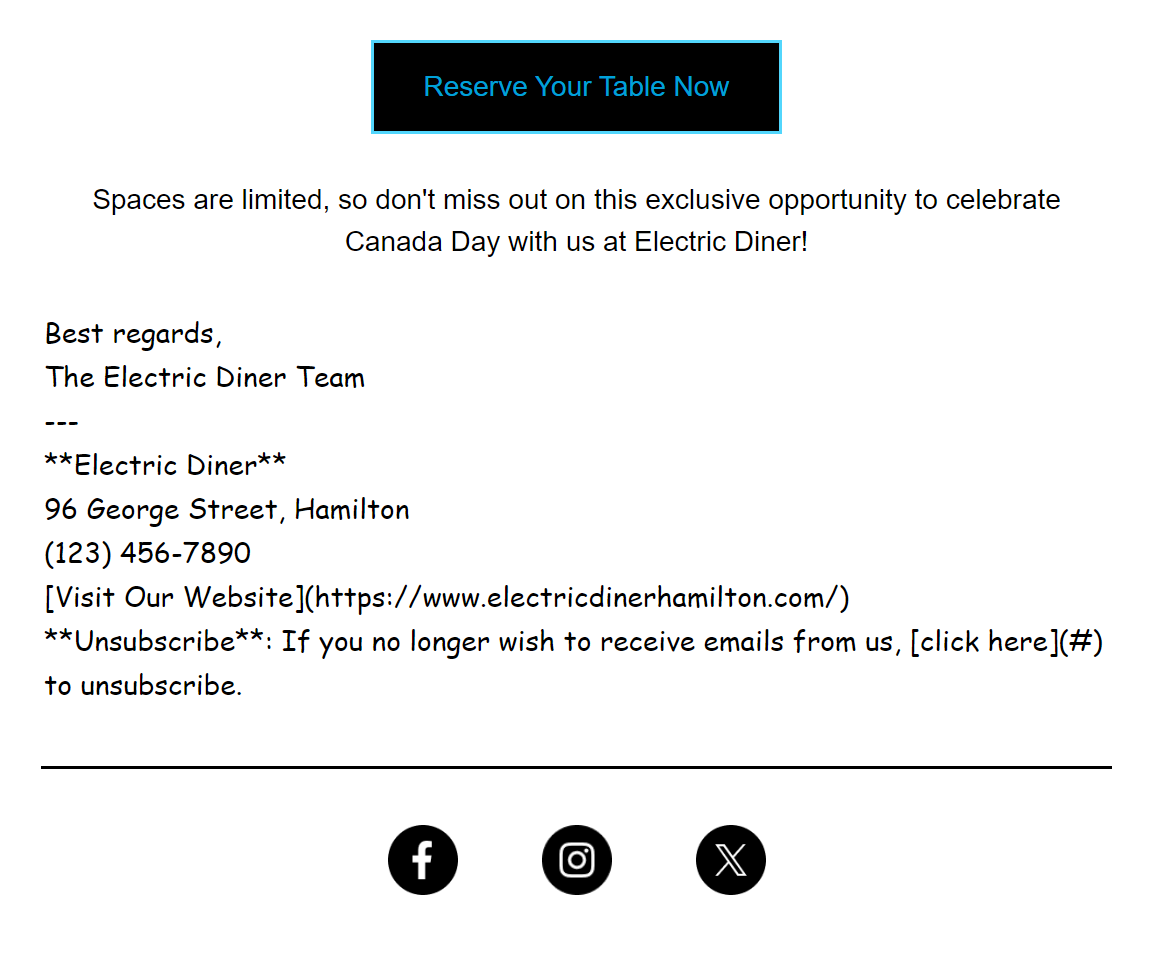 Reserve Your Table Now
Spaces are limited, so don't miss out on this exclusive opportunity to celebrate
Canada Day with us at Electric Diner!
Best regards,
The Electric Diner Team
---
**Electric Diner**
96 George Street, Hamilton
(123) 456-7890
[Visit Our Website](https://www.electricdinerhamilton.com/)
**Unsubscribe**: If you no longer wish to receive emails from us, [click here](#)
to unsubscribe.